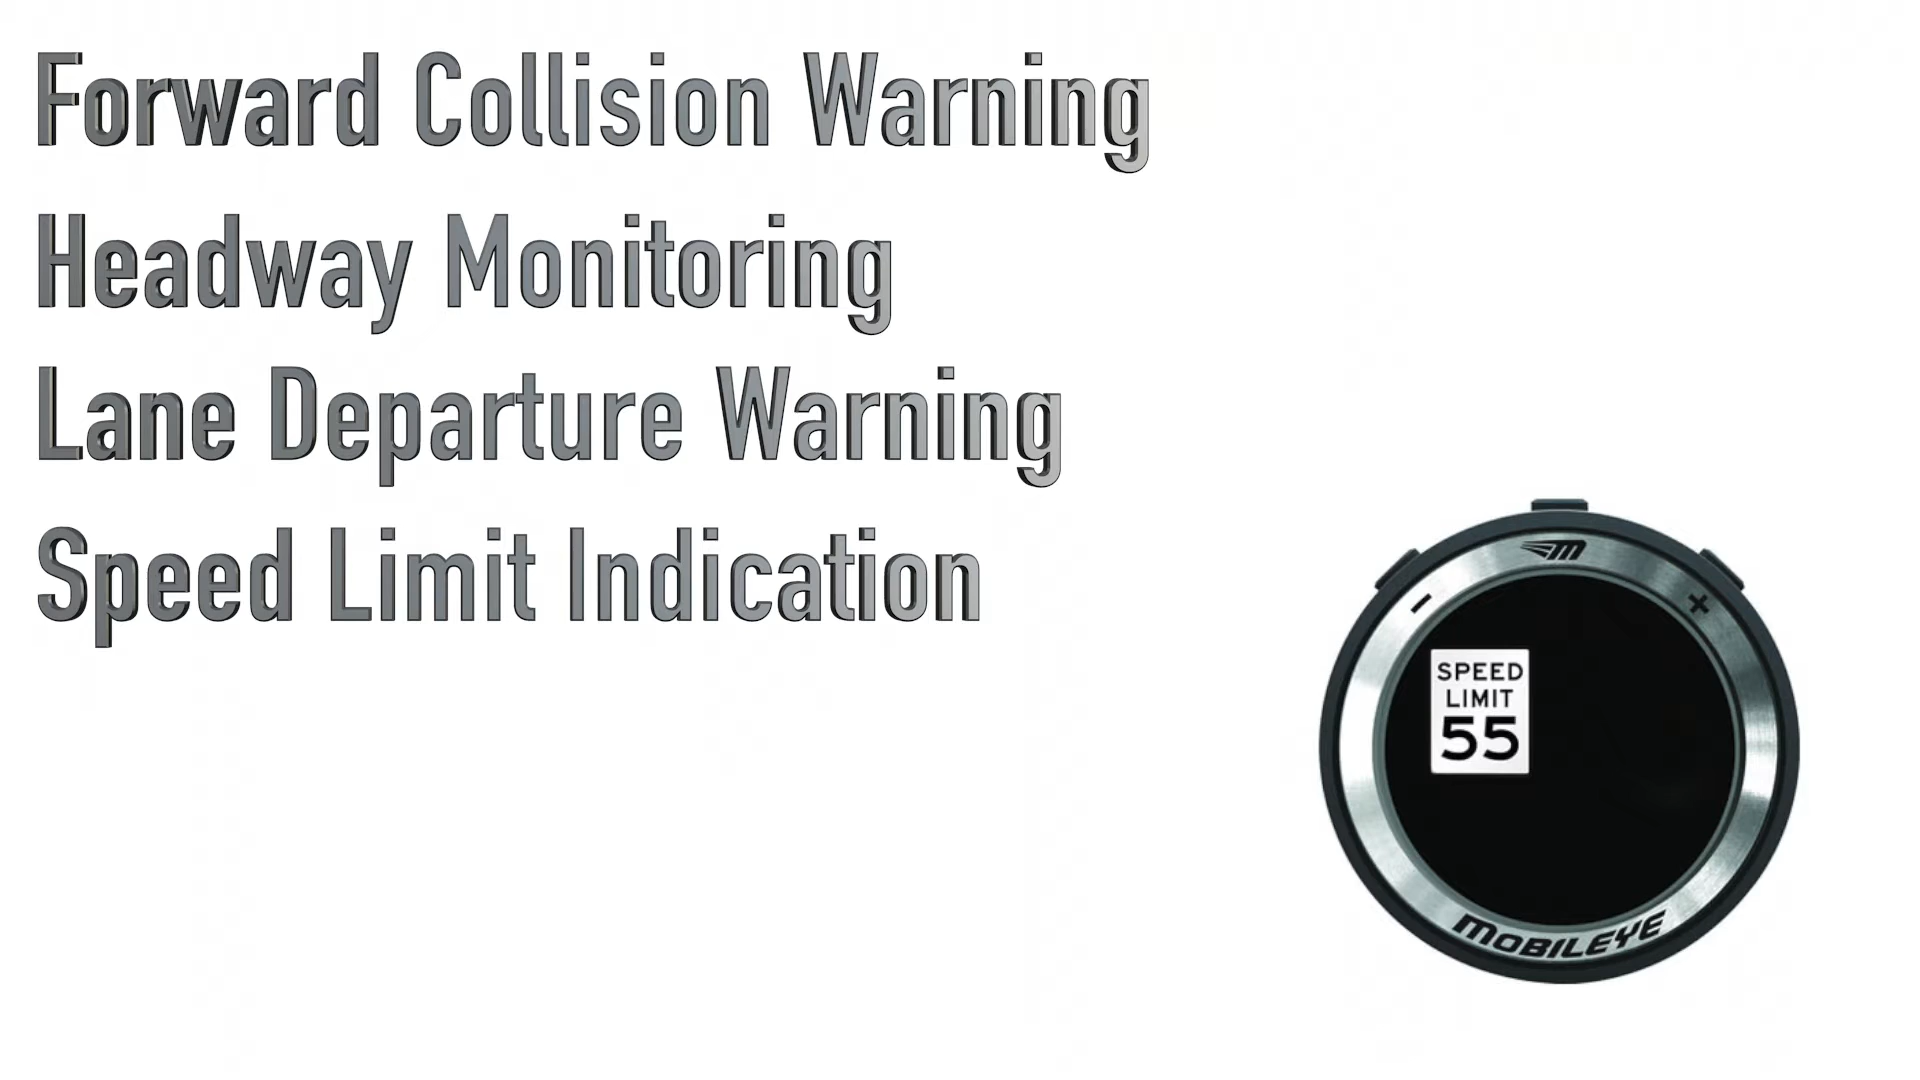 Forward Collision Warning
Headway Monitoring
Lane Departure Warning
Speed Limit Indication
- +
SPEED
LIMIT
55
MOBILEYE